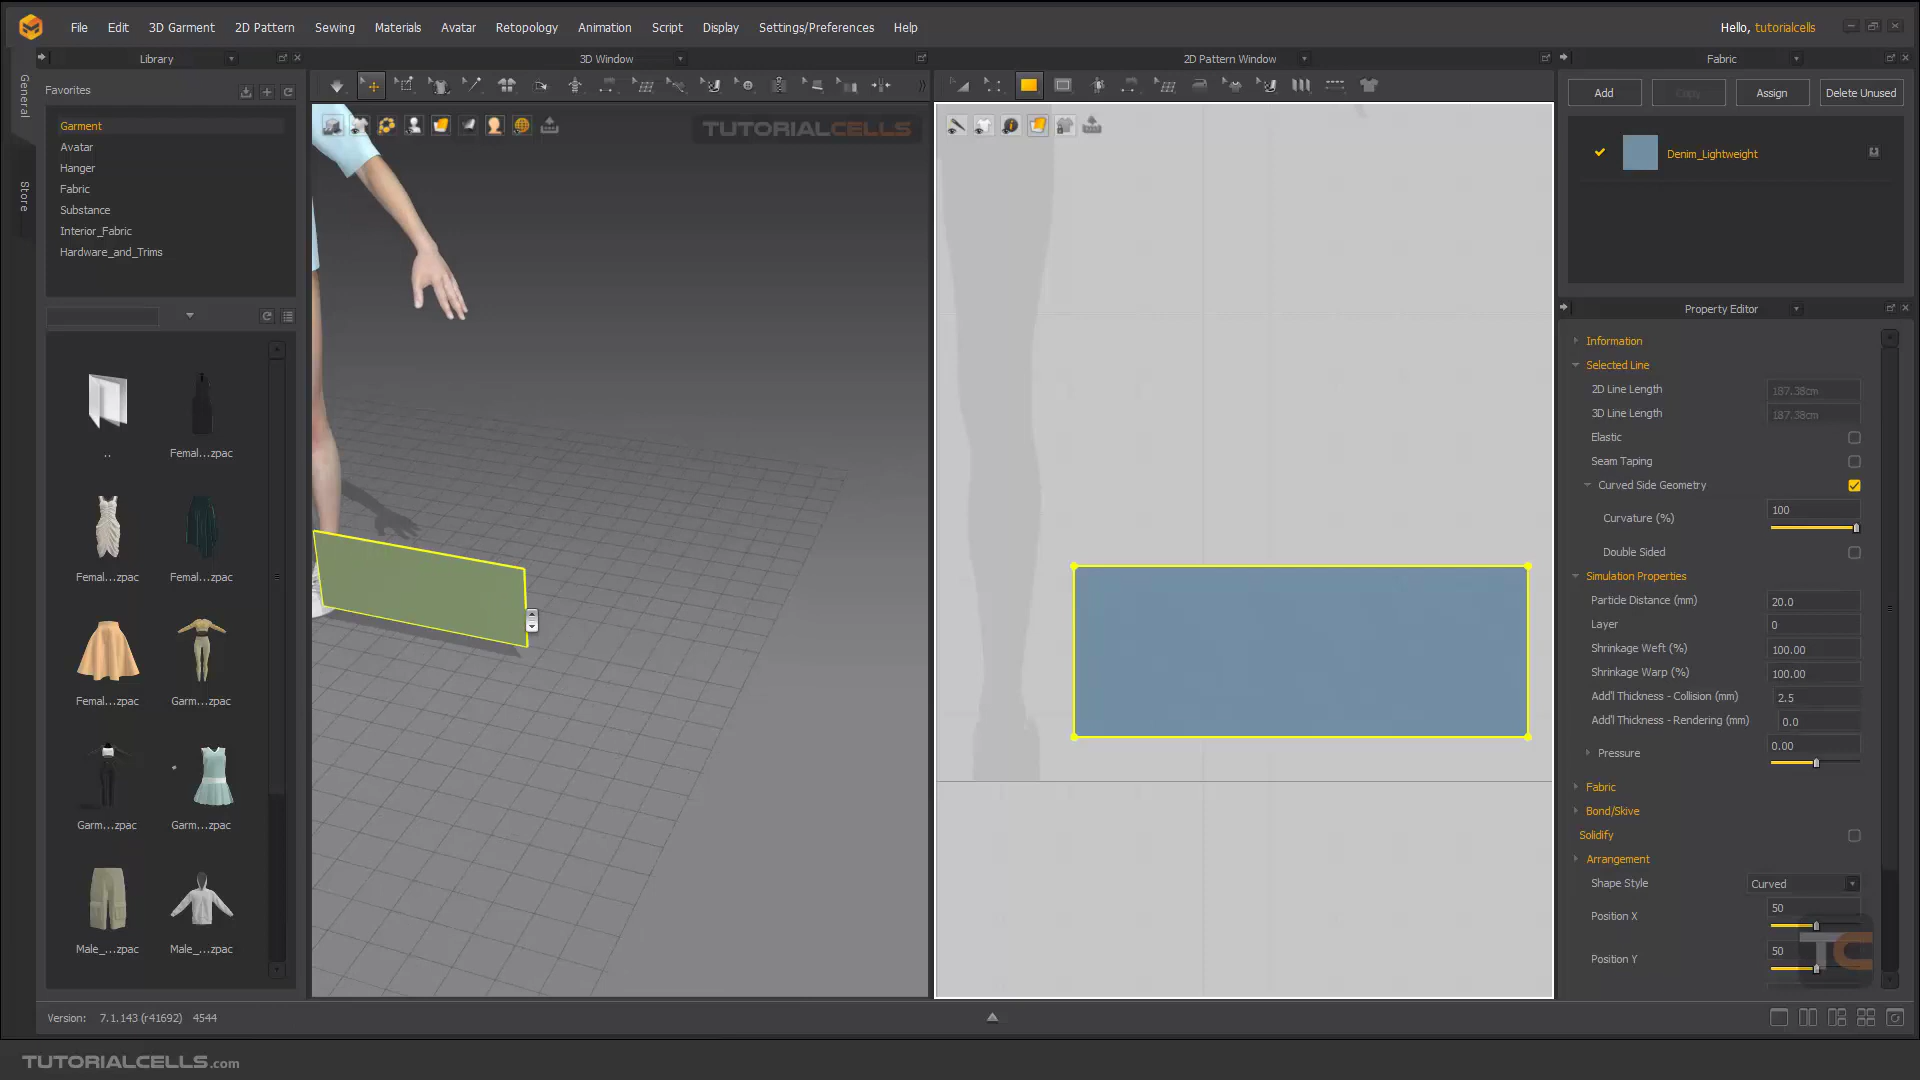 File Edit 3D Garment 2D Pattern Sewing Materials Avatar Retopology Animation Script Display Settings/Preferences Help
Hello, tutorialcells
Library
3D Window
2D Pattern Window
Fabric
General
Store
Favorites
Garment
Avatar
Hanger
Fabric
Substance
Interior_Fabric
Hardware_and_Trims
..
Femal...zpac
Femal...zpac
Femal...zpac
Femal...zpac
Garm...zpac
Garm...zpac
Garm...zpac
Male_...zpac
Male_...zpac
TUTORIALCELLS
Add Copy Assign Delete Unused
Denim_Lightweight
Property Editor
Information
Selected Line
2D Line Length 187.38cm
3D Line Length 187.38cm
Elastic
Seam Taping
Curved Side Geometry
Curvature (%) 100
Double Sided
Simulation Properties
Particle Distance (mm) 20.0
Layer 0
Shrinkage Weft (%) 100.00
Shrinkage Warp (%) 100.00
Add'l Thickness - Collision (mm) 2.5
Add'l Thickness - Rendering (mm) 0.0
Pressure 0.00
Fabric
Bond/Skive
Solidify
Arrangement
Shape Style Curved
Position X 50
Position Y 50
TC
Version: 7.1.143 (r41692) 4544
TUTORIALCELLS.com